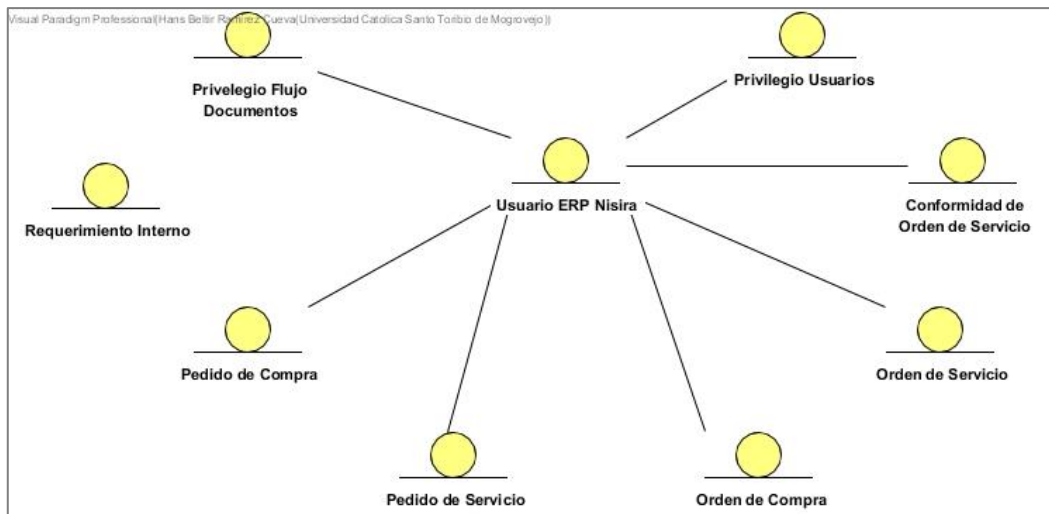 Visual Paradigm Professional(Hans Beltir Ramirez Cueva(Universidad Catolica Santo Toribio de Mogrovejo))
Privelegio Flujo
Documentos
Privilegio Usuarios
Requerimiento Interno
Usuario ERP Nisira
Conformidad de
Orden de Servicio
Pedido de Compra
Orden de Servicio
Pedido de Servicio
Orden de Compra